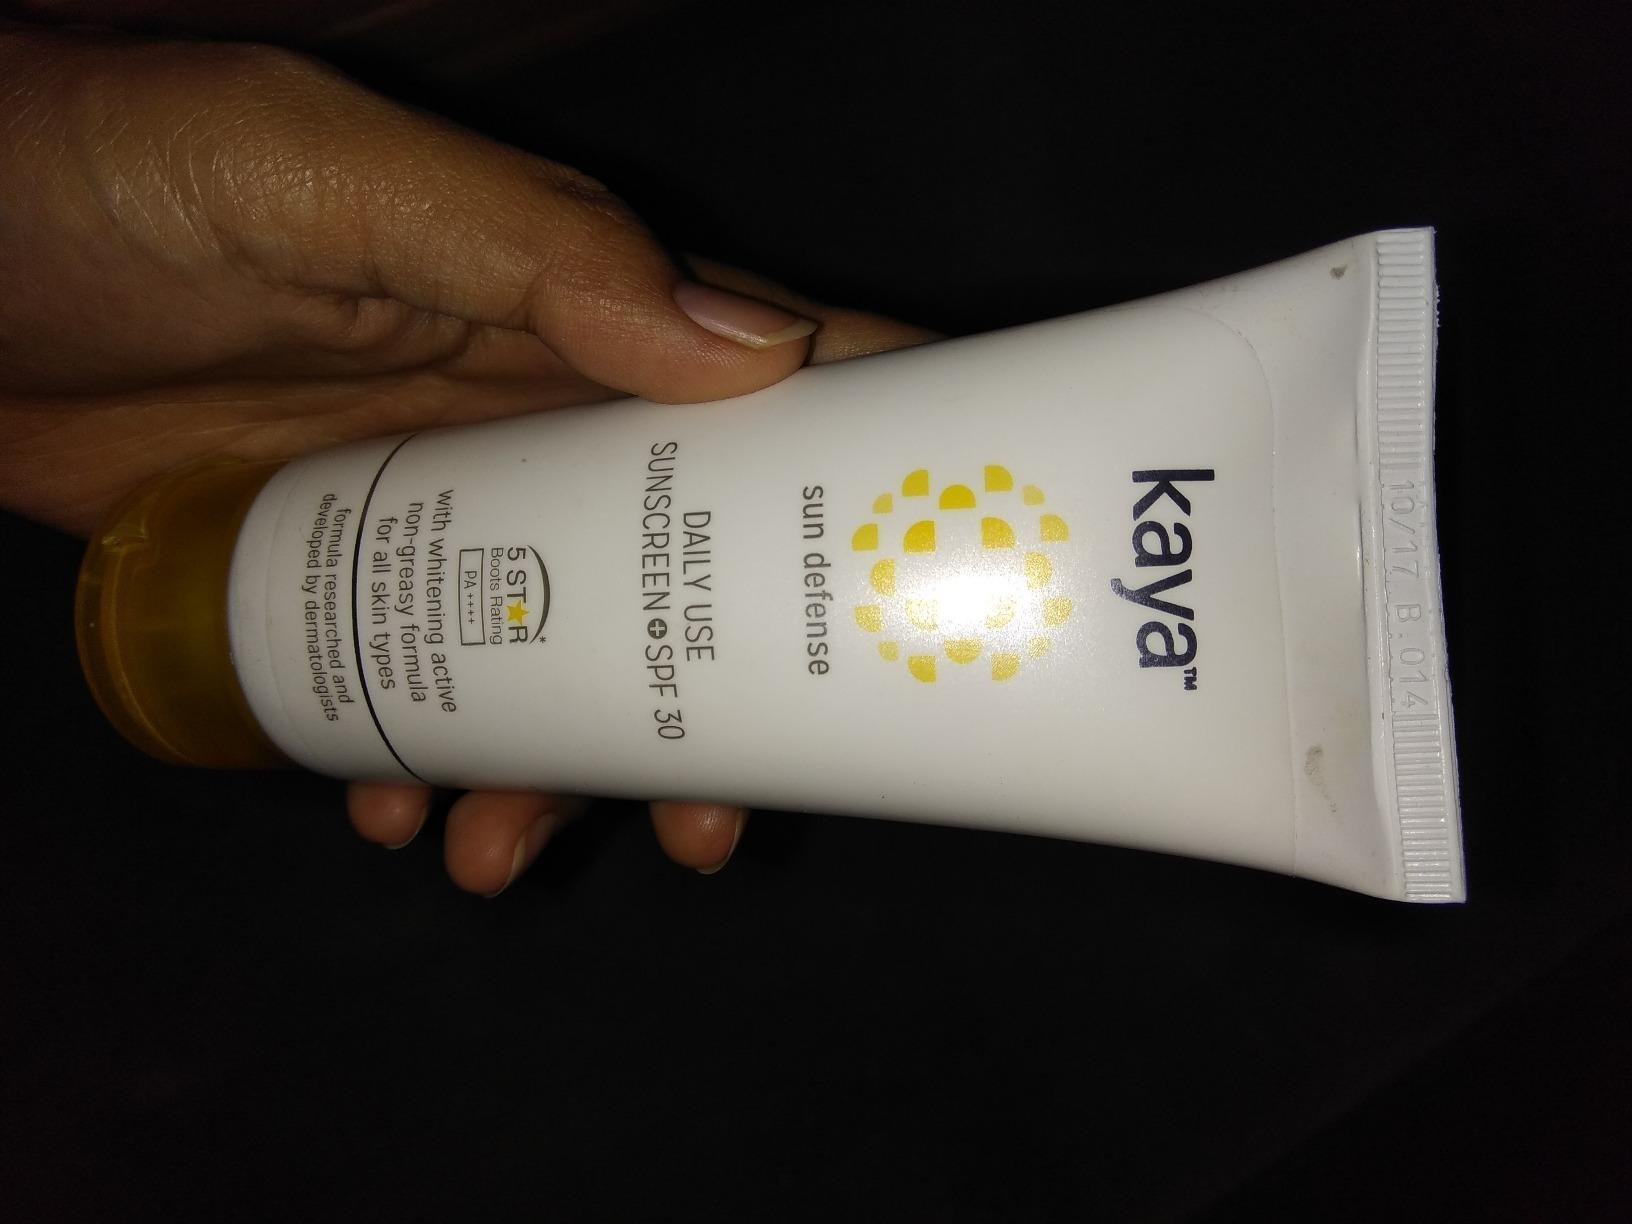 10/17 B.014
kaya™
sun defense
DAILY USE
SUNSCREEN+SPF 30
5 STAR*
Boots Rating
PA ++++
with whitening active
non-greasy formula
for all skin types
formula researched and
developed by dermatologists